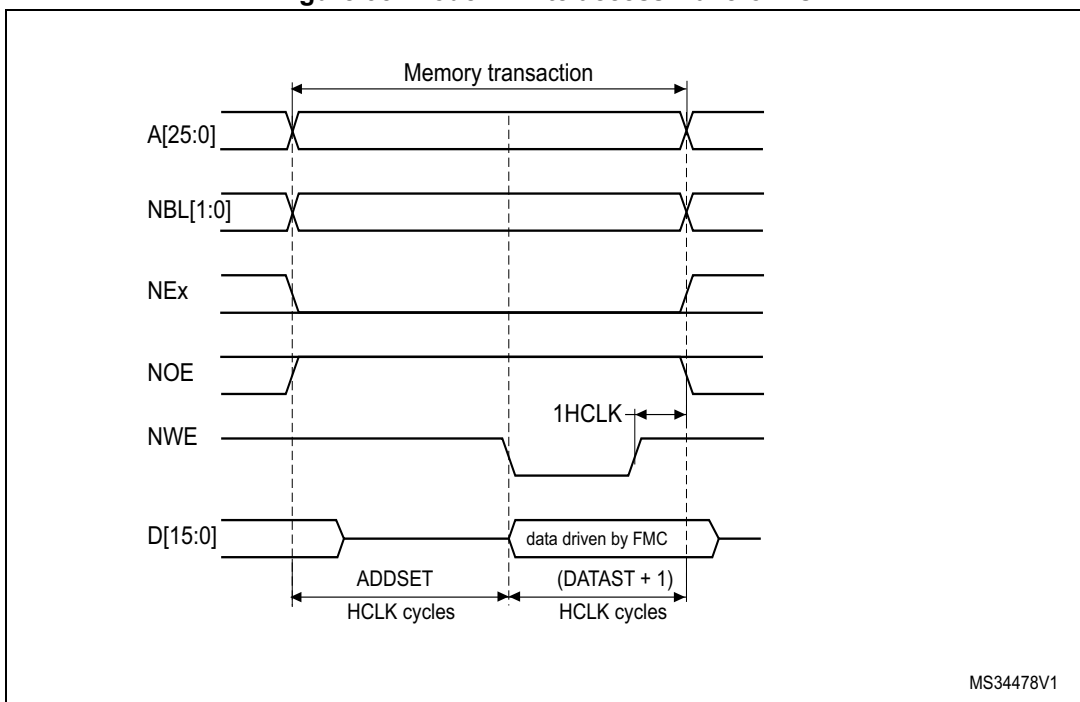 Memory transaction
A[25:0]
NBL[1:0]
NEx
NOE
1HCLK
NWE
D[15:0]
data driven by FMC
ADDSET
(DATAST + 1)
HCLK cycles
HCLK cycles
MS34478V1